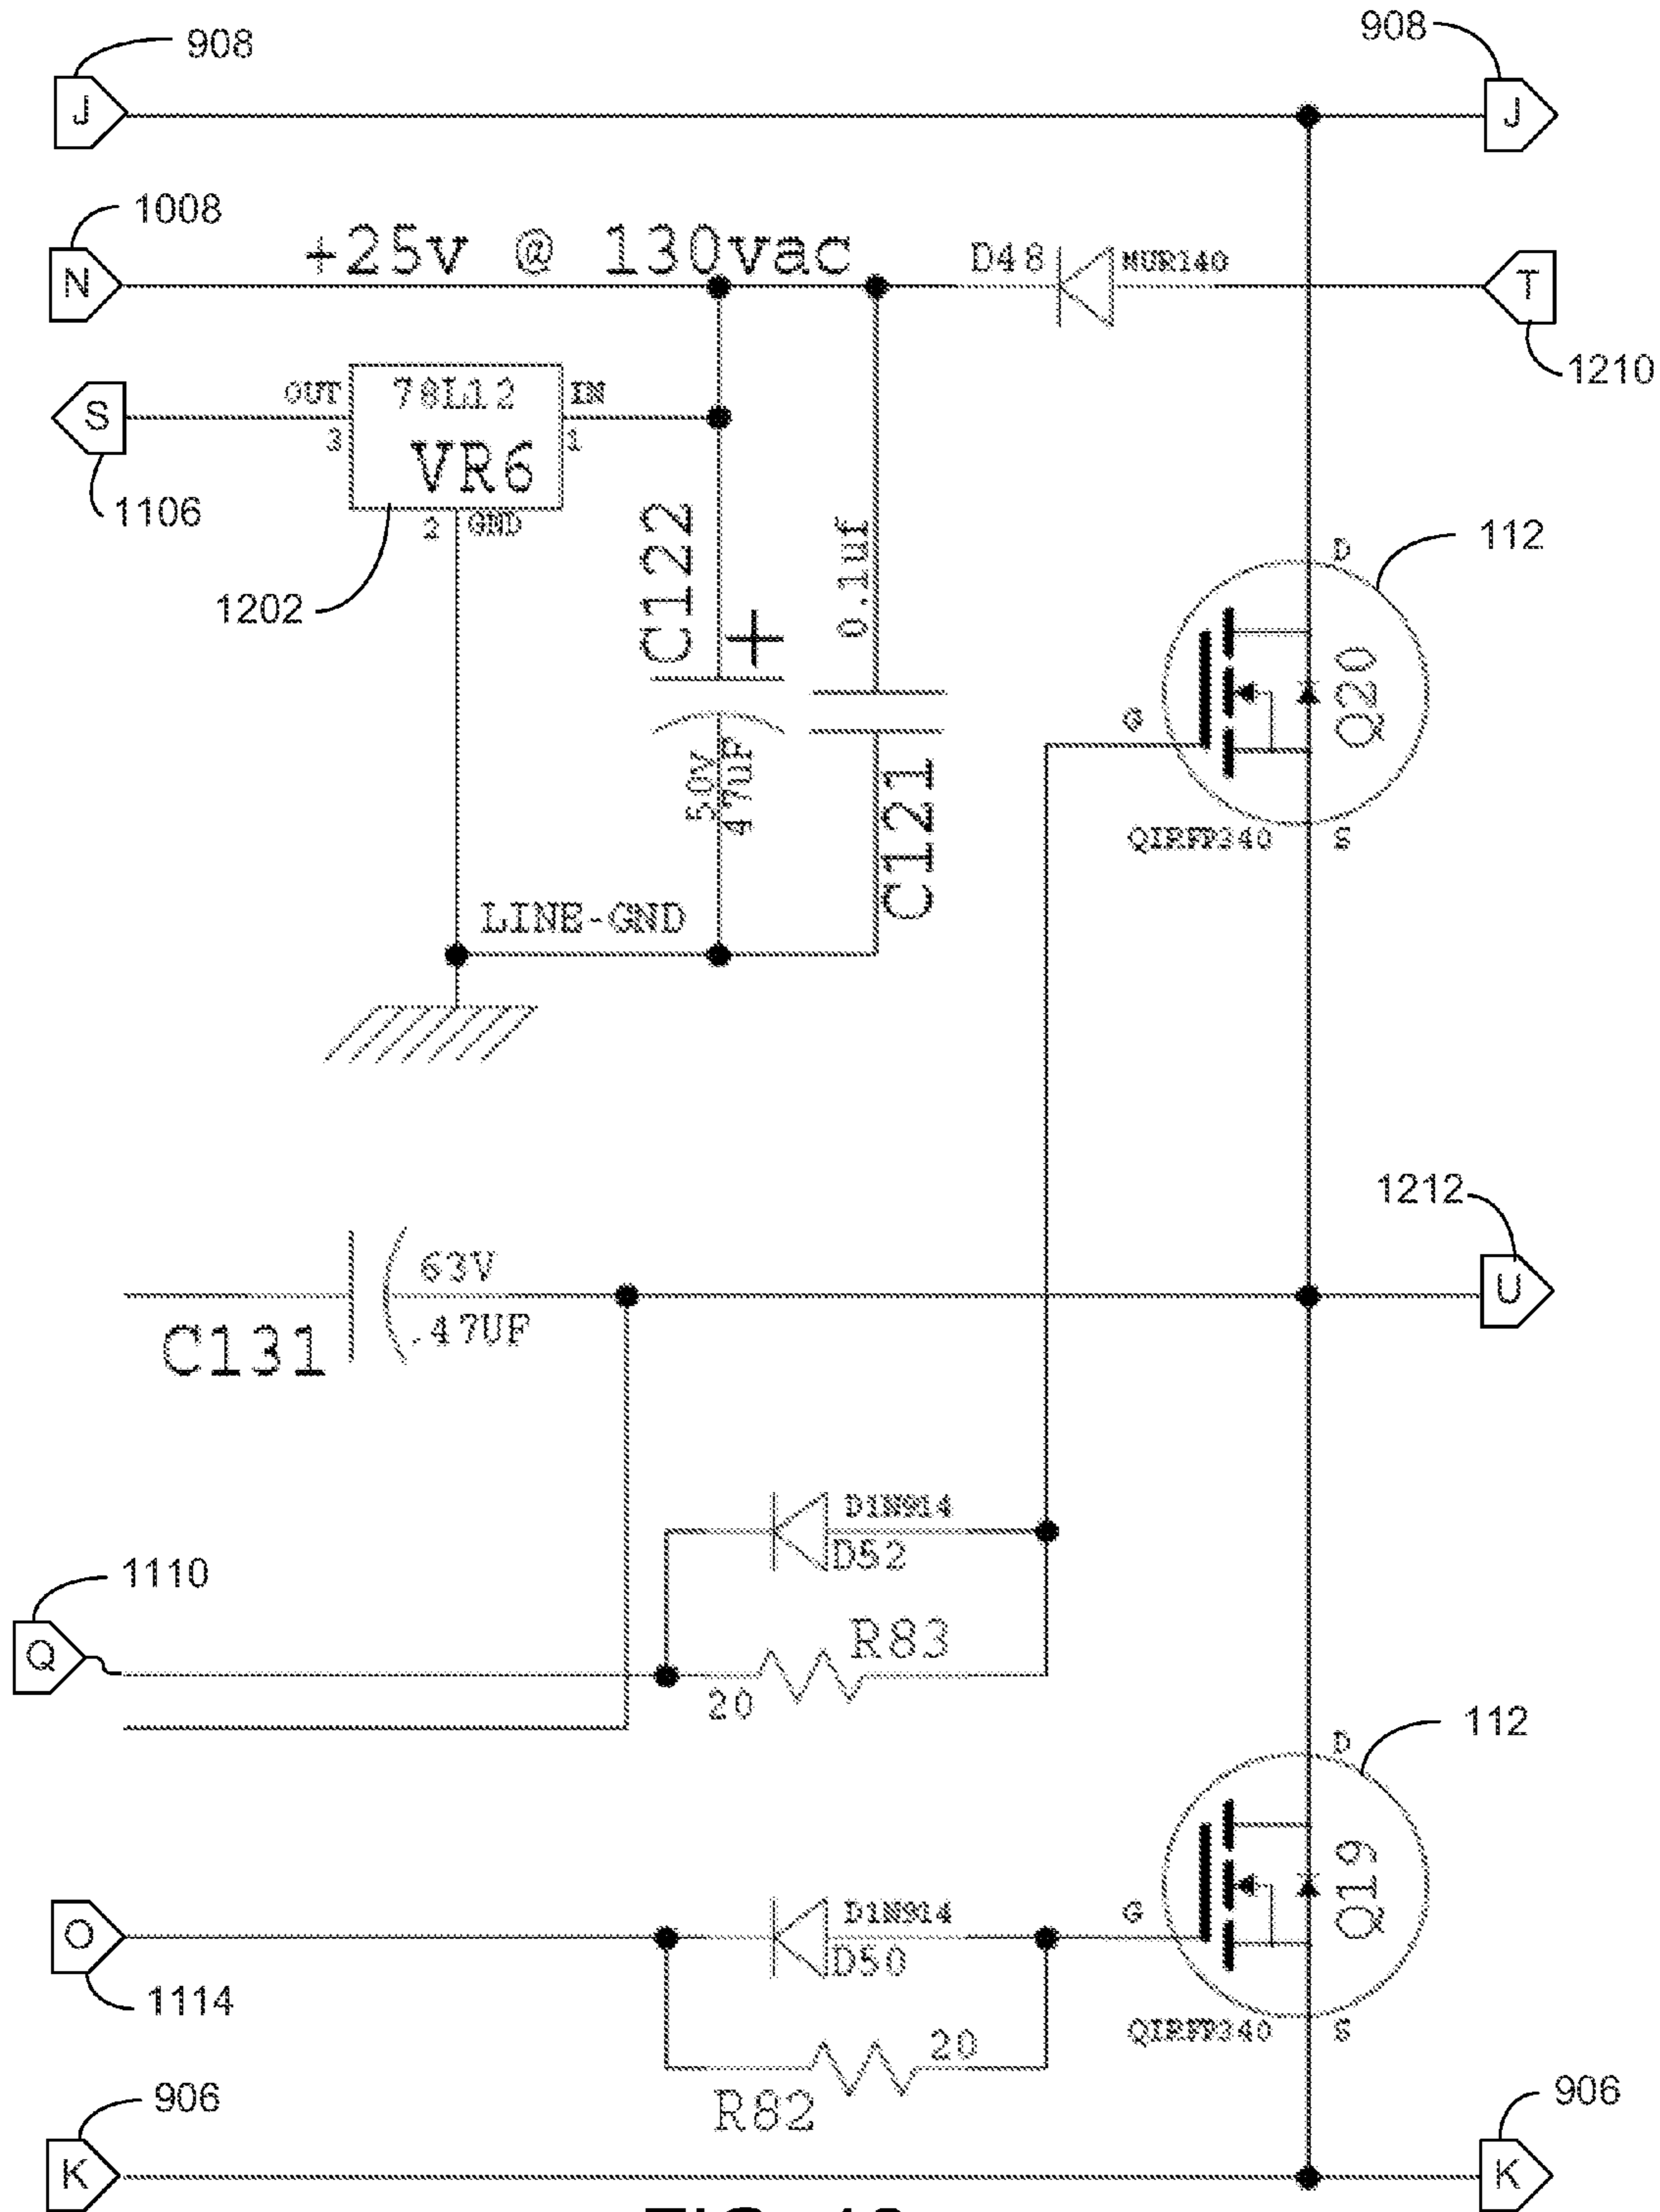 908
908
J
J
1008
N
+25v @ 130vac
D48
MUR140
T
1210
S
1106
OUT
78L12
IN
3
1
VR6
2
GND
1202
C122
+
50V
47uF
0.1uf
C121
LINE-GND
112
D
G
Q20
QIRFP340
S
1212
U
63V
.47UF
C131
1110
Q
D1N914
D52
R83
20
112
D
G
Q19
QIRFP340
S
O
1114
D1N914
D50
20
R82
906
906
K
K